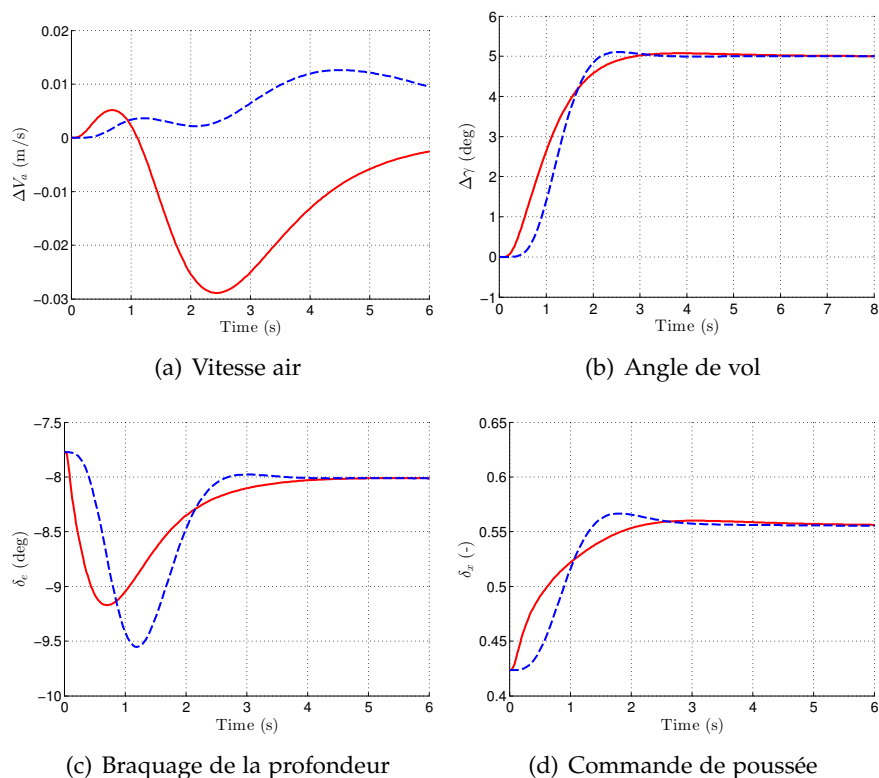 0.02
0.01
0
-0.01
-0.02
-0.03
ΔVₐ (m/s)
0 1 2 3 4 5 6
Time (s)
(a) Vitesse air
6
5
4
3
2
1
0
−1
Δγ (deg)
0 1 2 3 4 5 6 7 8
Time (s)
(b) Angle de vol
-7.5
-8
-8.5
-9
-9.5
-10
δₑ (deg)
0 1 2 3 4 5 6
Time (s)
(c) Braquage de la profondeur
0.65
0.6
0.55
0.5
0.45
0.4
δₓ (-)
0 1 2 3 4 5 6
Time (s)
(d) Commande de poussée